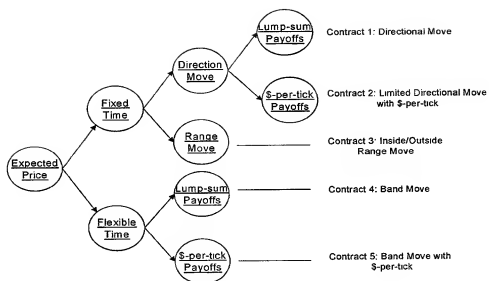 Lump-sum
Payoffs
Contract 1: Directional Move
Direction
Move
$-per-tick
Payoffs
Contract 2: Limited Directional Move
with $-per-tick
Fixed
Time
Range
Move
Contract 3: Inside/Outside
Range Move
Expected
Price
Lump-sum
Payoffs
Contract 4: Band Move
Flexible
Time
$-per-tick
Payoffs
Contract 5: Band Move with
$-per-tick